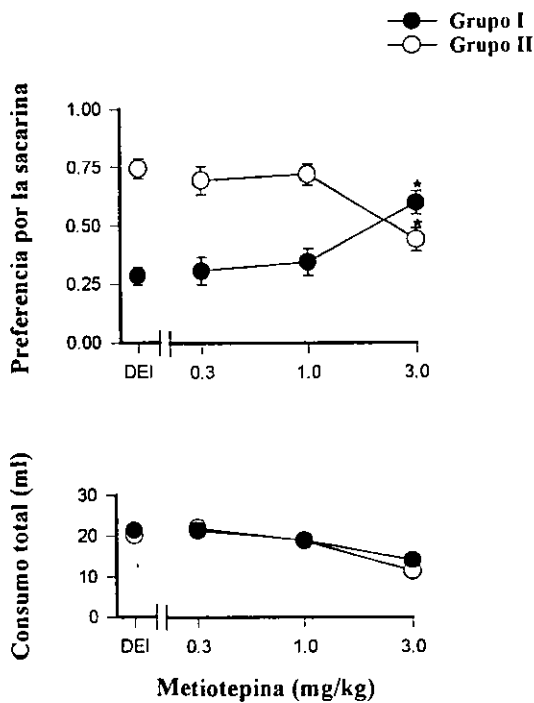 Grupo I
Grupo II
Preferencia por la sacarina
1.00
0.75
0.50
0.25
0.00
*
*
DEI 0.3 1.0 3.0
Consumo total (ml)
30
20
10
0
DEI 0.3 1.0 3.0
Metiotepina (mg/kg)